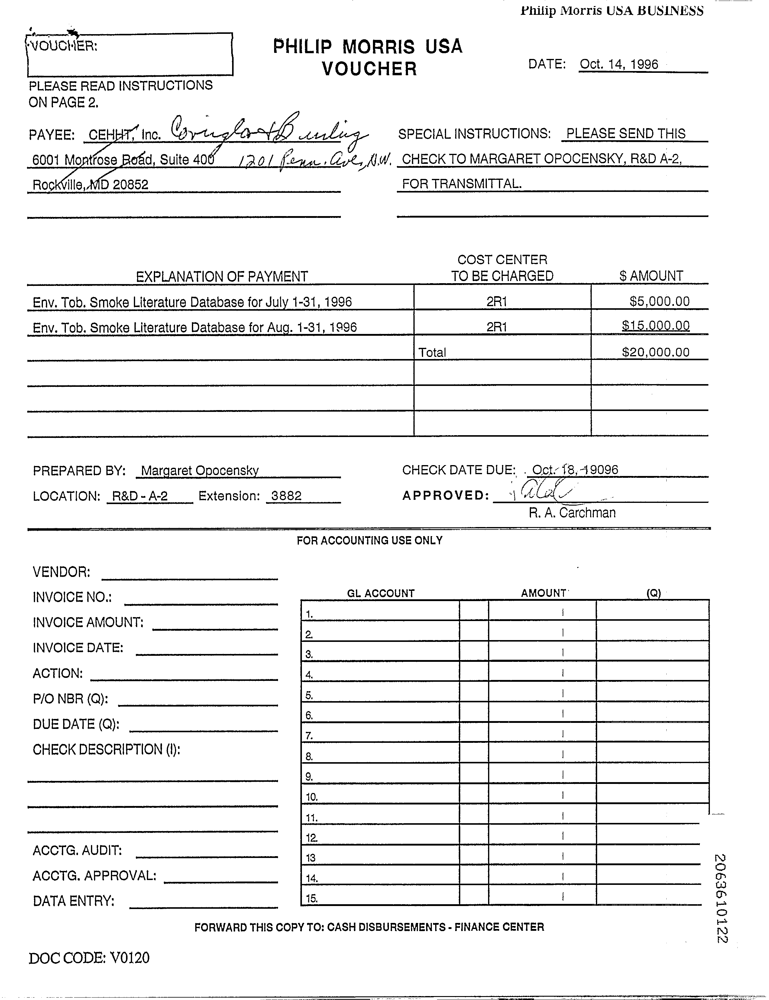 Philip Morris USA BUSINESS
VOUCHER:
PHILIP MORRIS USA
VOUCHER
DATE: Oct. 14, 1996
PLEASE READ INSTRUCTIONS
ON PAGE 2.
PAYEE: CEHHT, Inc. Covington & Burling
SPECIAL INSTRUCTIONS: PLEASE SEND THIS
6001 Montrose Road, Suite 400 1201 Penn. Ave, N.W.
CHECK TO MARGARET OPOCENSKY, R&D A-2,
Rockville, MD 20852
FOR TRANSMITTAL.
EXPLANATION OF PAYMENT
COST CENTER
TO BE CHARGED
$ AMOUNT
Env. Tob. Smoke Literature Database for July 1-31, 1996 2R1 $5,000.00
Env. Tob. Smoke Literature Database for Aug. 1-31, 1996 2R1 $15,000.00
Total $20,000.00
PREPARED BY: Margaret Opocensky
CHECK DATE DUE: Oct. 18, 19096
LOCATION: R&D - A-2 Extension: 3882
APPROVED:
R. A. Carchman
FOR ACCOUNTING USE ONLY
VENDOR:
INVOICE NO.:
INVOICE AMOUNT:
INVOICE DATE:
ACTION:
P/O NBR (Q):
DUE DATE (Q):
CHECK DESCRIPTION (I):
ACCTG. AUDIT:
ACCTG. APPROVAL:
DATA ENTRY:
GL ACCOUNT AMOUNT (Q)
1.
2.
3.
4.
5.
6.
7.
8.
9.
10.
11.
12.
13
14.
15.
2063610122
FORWARD THIS COPY TO: CASH DISBURSEMENTS - FINANCE CENTER
DOC CODE: V0120